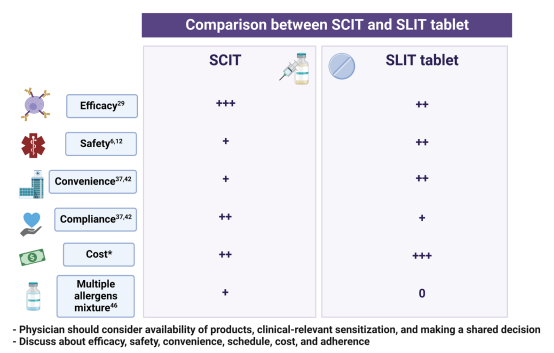 Comparison between SCIT and SLIT tablet
SCIT SLIT tablet
Efficacy29 +++ ++
Safety6,12 + ++
Convenience37,42 + ++
Compliance37,42 ++ +
Cost* ++ +++
Multiple
allergens + 0
mixture46
- Physician should consider availability of products, clinical-relevant sensitization, and making a shared decision
- Discuss about efficacy, safety, convenience, schedule, cost, and adherence